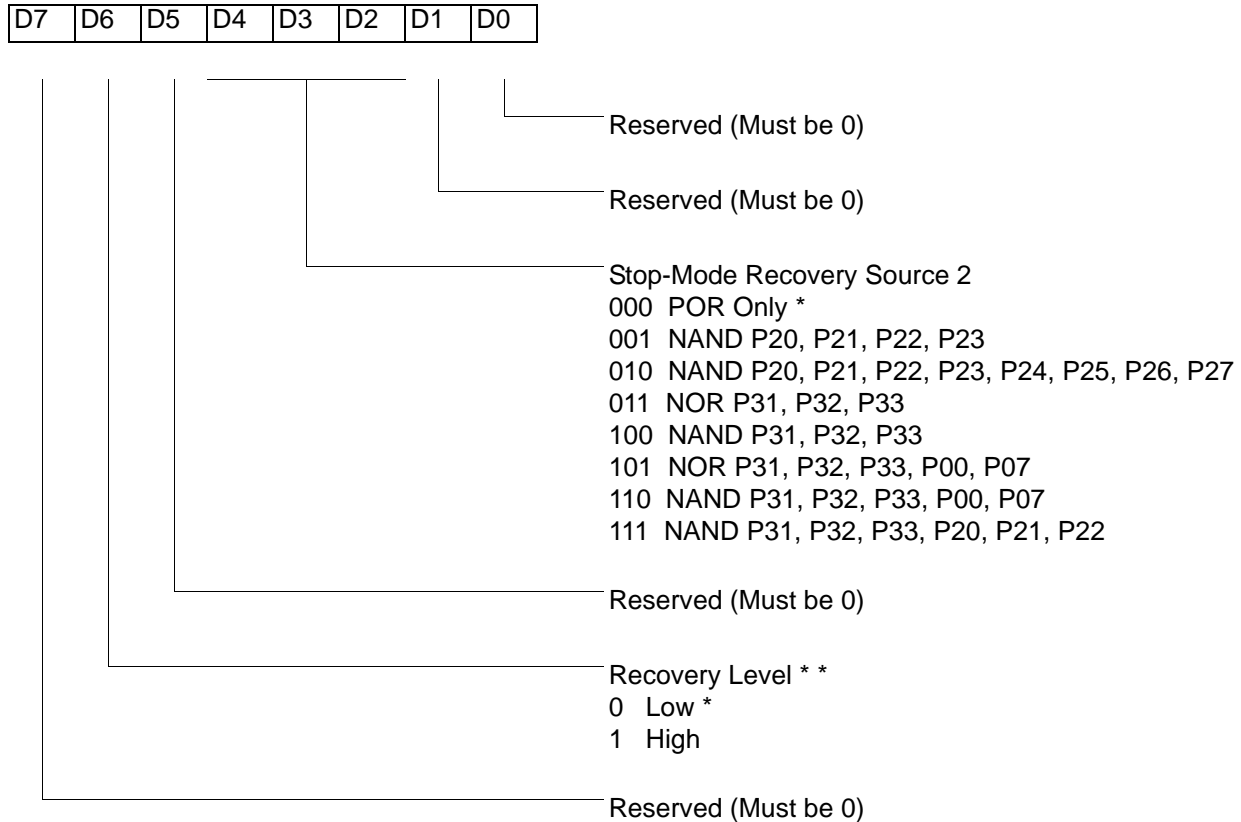 D7 D6 D5 D4 D3 D2 D1 D0
Reserved (Must be 0)
Reserved (Must be 0)
Stop-Mode Recovery Source 2
000 POR Only *
001 NAND P20, P21, P22, P23
010 NAND P20, P21, P22, P23, P24, P25, P26, P27
011 NOR P31, P32, P33
100 NAND P31, P32, P33
101 NOR P31, P32, P33, P00, P07
110 NAND P31, P32, P33, P00, P07
111 NAND P31, P32, P33, P20, P21, P22
Reserved (Must be 0)
Recovery Level * *
0 Low *
1 High
Reserved (Must be 0)